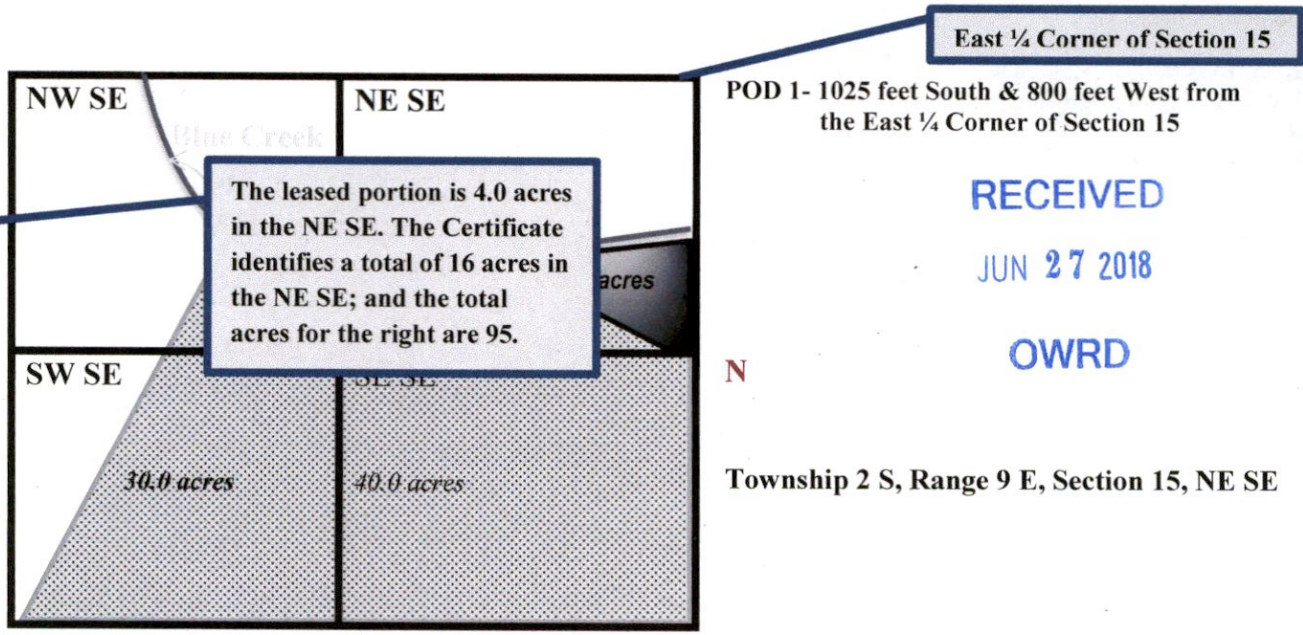 East ¼ Corner of Section 15
NW SE
NE SE
POD 1- 1025 feet South & 800 feet West from
the East ¼ Corner of Section 15
Blue Creek
RECEIVED
JUN 27 2018
OWRD
The leased portion is 4.0 acres
in the NE SE. The Certificate
identifies a total of 16 acres in
the NE SE; and the total
acres for the right are 95.
acres
SW SE
SE SE
N
30.0 acres
40.0 acres
Township 2 S, Range 9 E, Section 15, NE SE